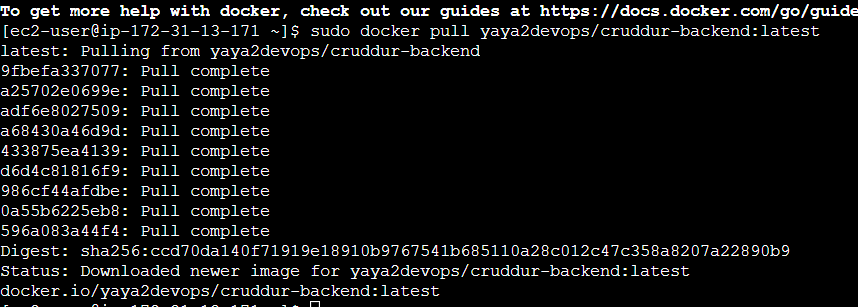 To get more help with docker, check out our guides at https://docs.docker.com/go/guide
[ec2-user@ip-172-31-13-171 ~]$ sudo docker pull yaya2devops/cruddur-backend:latest
latest: Pulling from yaya2devops/cruddur-backend
9fbefa337077: Pull complete
a25702e0699e: Pull complete
adf6e8027509: Pull complete
a68430a46d9d: Pull complete
433875ea4139: Pull complete
d6d4c81816f9: Pull complete
986cf44afdbe: Pull complete
0a55b6225eb8: Pull complete
596a083a44f4: Pull complete
Digest: sha256:ccd70da140f71919e18910b9767541b685110a28c012c47c358a8207a22890b9
Status: Downloaded newer image for yaya2devops/cruddur-backend:latest
docker.io/yaya2devops/cruddur-backend:latest